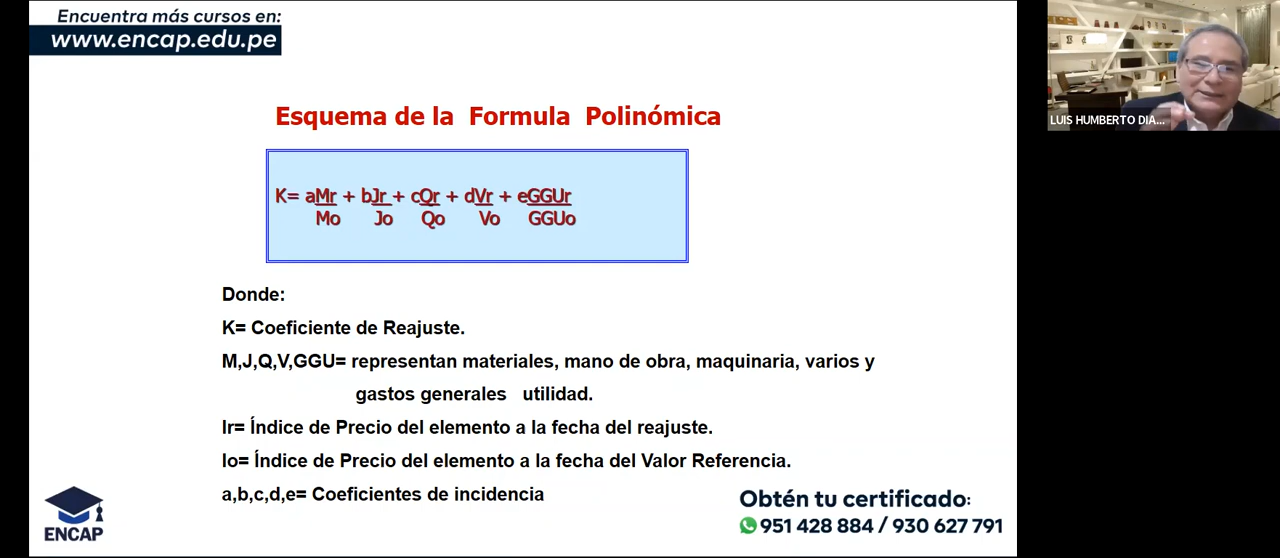 Encuentra más cursos en:
www.encap.edu.pe
LUIS HUMBERTO DIA...
Esquema de la Formula Polinómica
K= aMr + bJr + cQr + dVr + eGGUr
Mo Jo Qo Vo GGUo
Donde:
K= Coeficiente de Reajuste.
M,J,Q,V,GGU= representan materiales, mano de obra, maquinaria, varios y
gastos generales utilidad.
Ir= Índice de Precio del elemento a la fecha del reajuste.
Io= Índice de Precio del elemento a la fecha del Valor Referencia.
a,b,c,d,e= Coeficientes de incidencia
ENCAP
Obtén tu certificado:
951 428 884 / 930 627 791